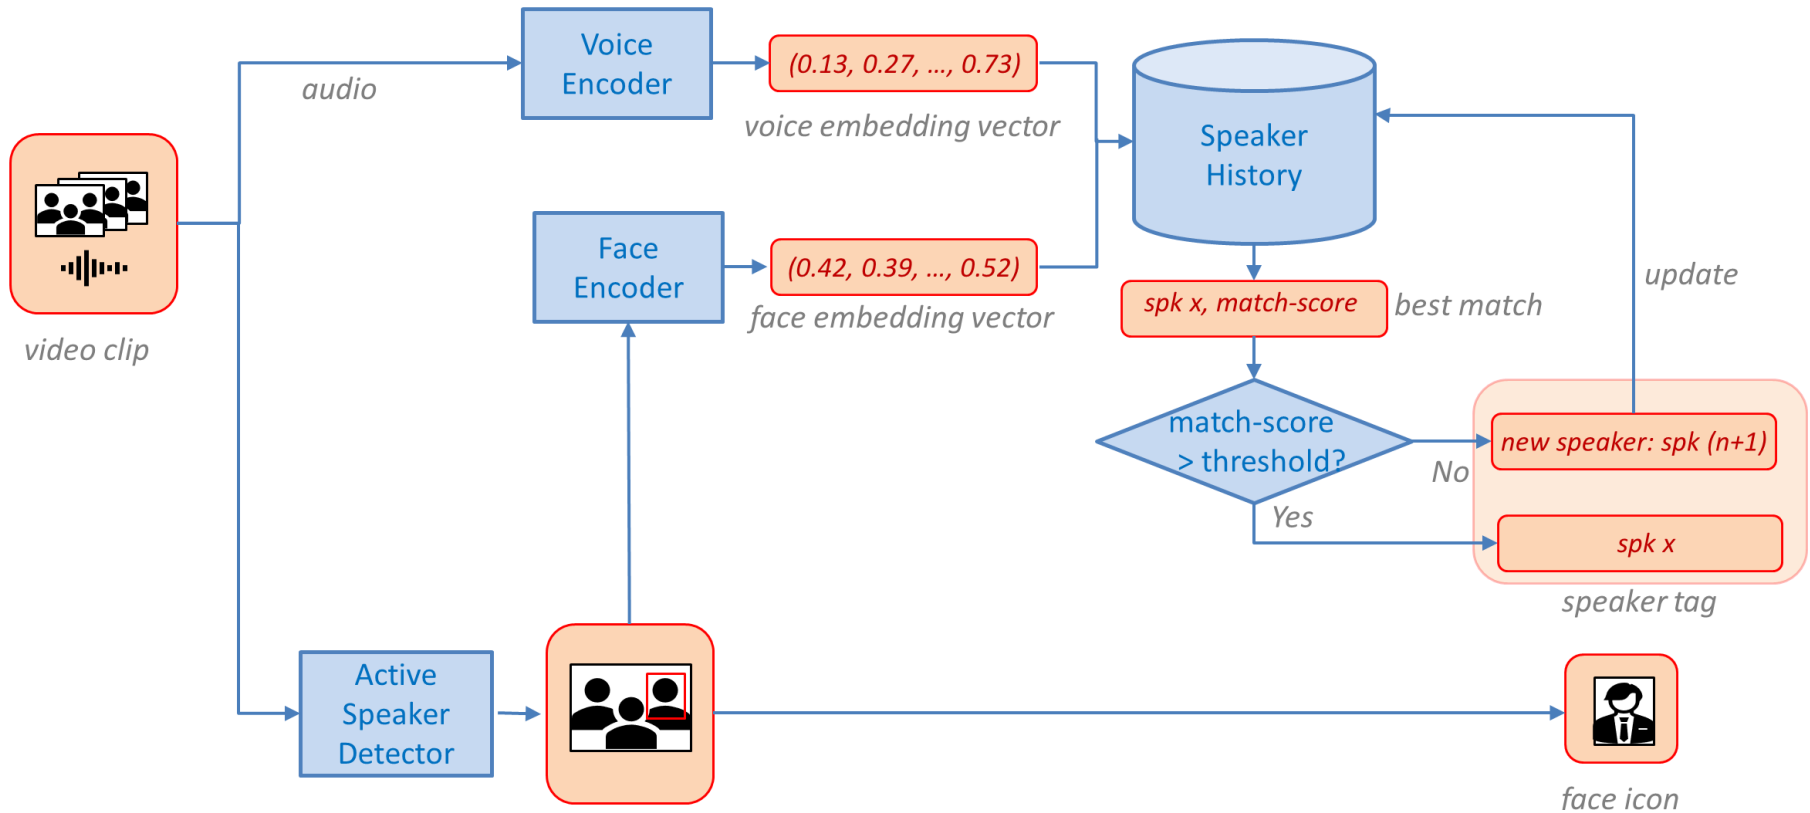 Voice
Encoder
(0.13, 0.27, ..., 0.73)
audio
voice embedding vector
Speaker
History
Face
Encoder
(0.42, 0.39, ..., 0.52)
face embedding vector
video clip
spk x, match-score
best match
update
match-score
> threshold?
No
Yes
new speaker: spk (n+1)
spk x
speaker tag
Active
Speaker
Detector
face icon